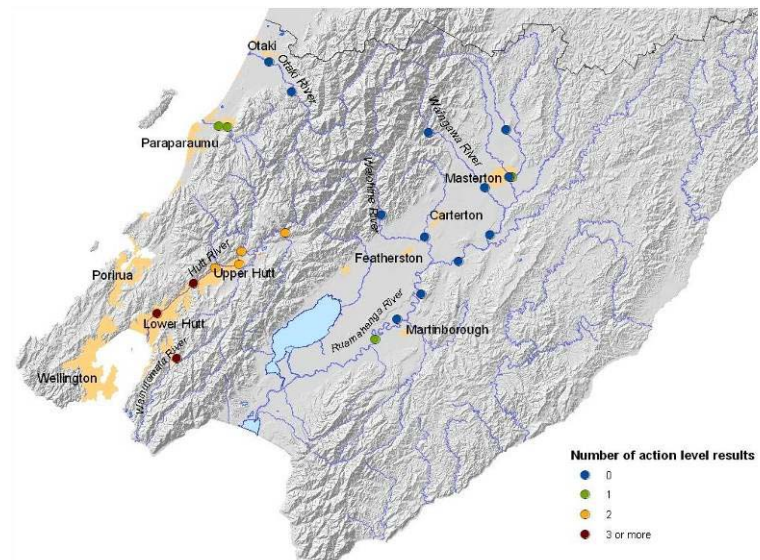 Otaki
Otaki River
Paraparaumu
Waingawa River
Waiohine River
Masterton
Carterton
Featherston
Hutt River
Upper Hutt
Porirua
Lower Hutt
Ruamahanga River
Martinborough
Wainuiomata River
Wellington
Number of action level results
0
1
2
3 or more